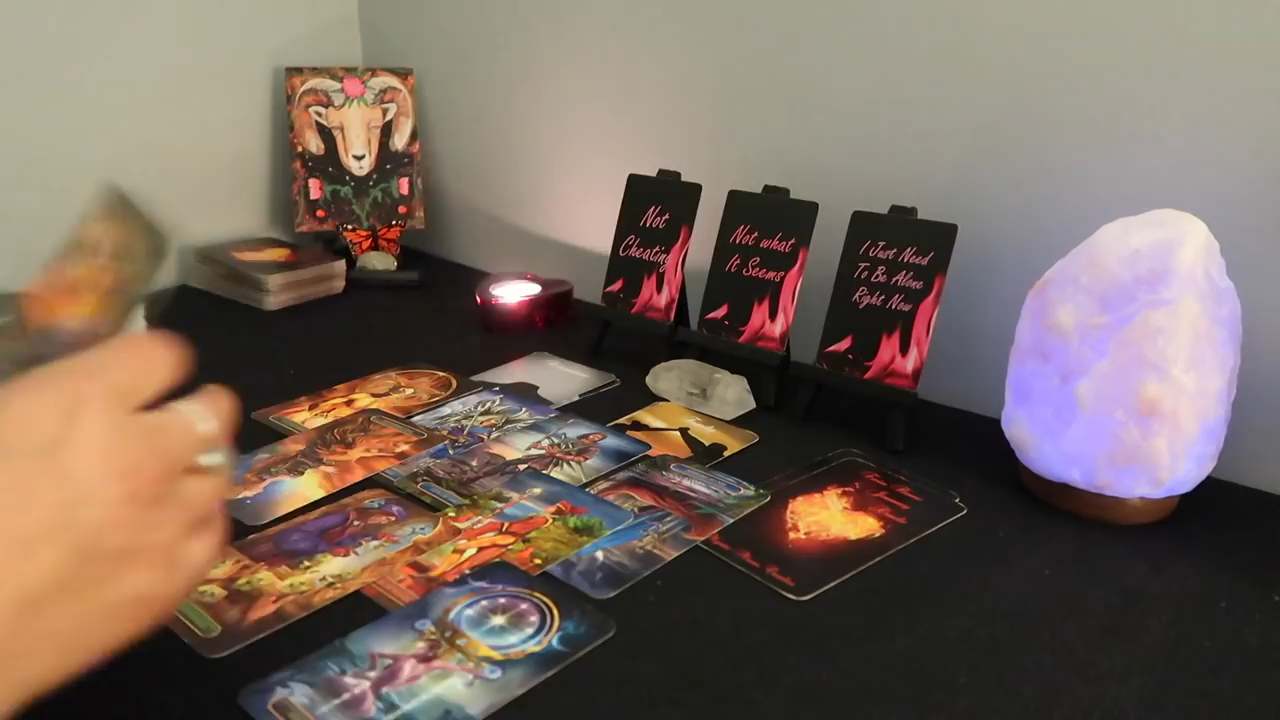 Not
Cheating
Not what
It Seems
I Just Need
To Be Alone
Right Now